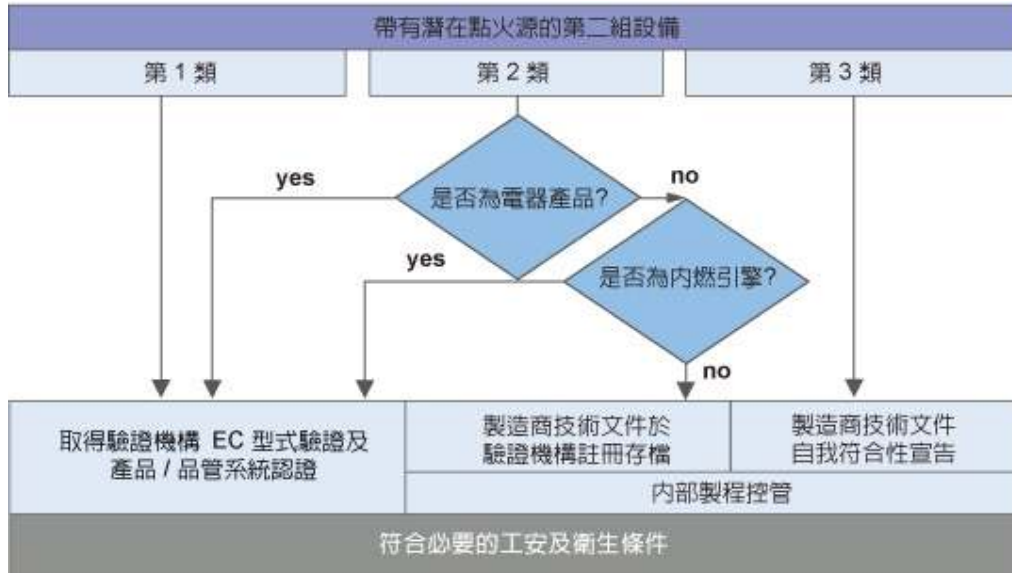 帶有潛在點火源的第二組設備
第 1 類
第 2 類
第 3 類
是否為電器產品?
yes
no
是否為内燃引擎?
yes
no
取得驗證機構 EC 型式驗證及
產品 / 品管系統認證
製造商技術文件於
驗證機構註冊存檔
製造商技術文件
自我符合性宣告
内部製程控管
符合必要的工安及衛生條件